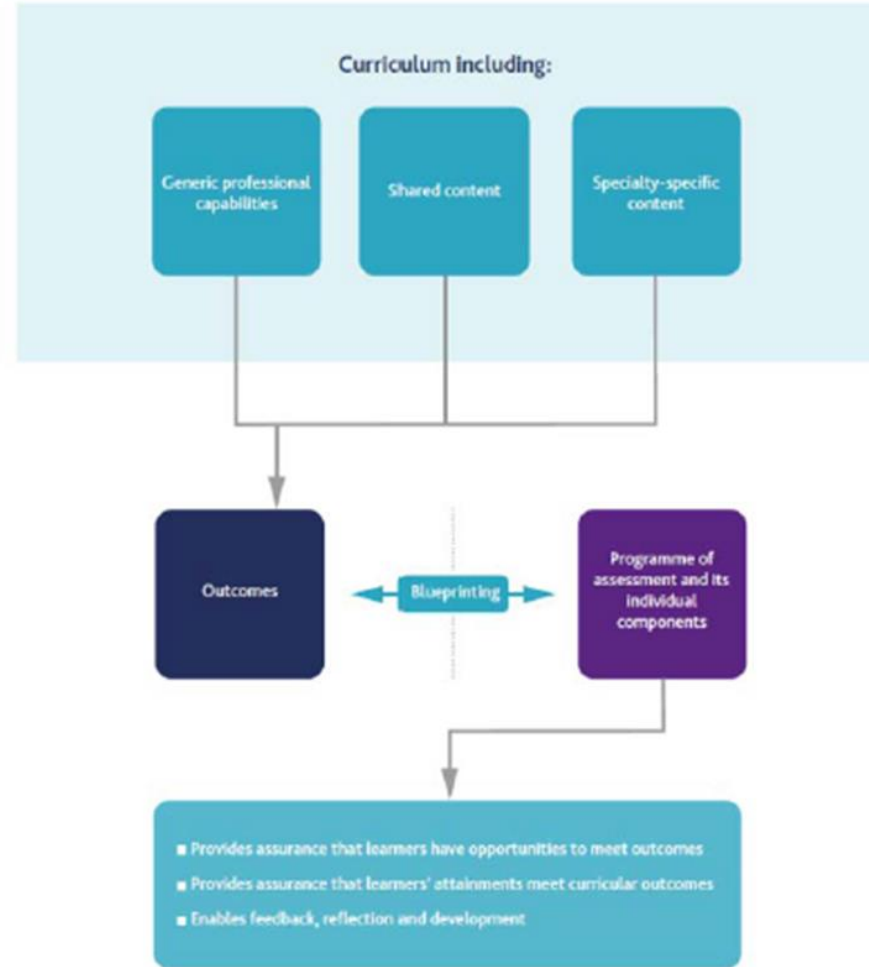 Curriculum including:
Generic professional
capabilities
Shared content
Specialty-specific
content
Outcomes
Blueprinting
Programme of
assessment and its
individual
components
■ Provides assurance that learners have opportunities to meet outcomes
■ Provides assurance that learners' attainments meet curricular outcomes
■ Enables feedback, reflection and development